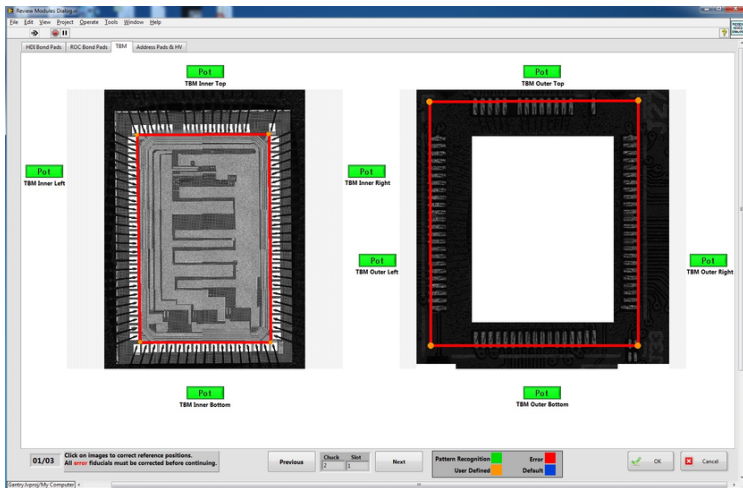 Review Modules Dialog
File Edit View Project Operate Tools Window Help
HDI Bond Pads ROC Bond Pads TBM Address Pads & HV
Pot
TBM Inner Top
Pot
TBM Outer Top
Pot
TBM Inner Left
Pot
TBM Inner Right
Pot
TBM Outer Left
Pot
TBM Outer Right
Pot
TBM Inner Bottom
Pot
TBM Outer Bottom
01/03
Click on images to correct reference positions.
All error fiducials must be corrected before continuing.
Previous
Chuck Slot
2 1
Next
Pattern Recognition Error
User Defined Default
OK
Cancel
Gantry.lvproj/My Computer